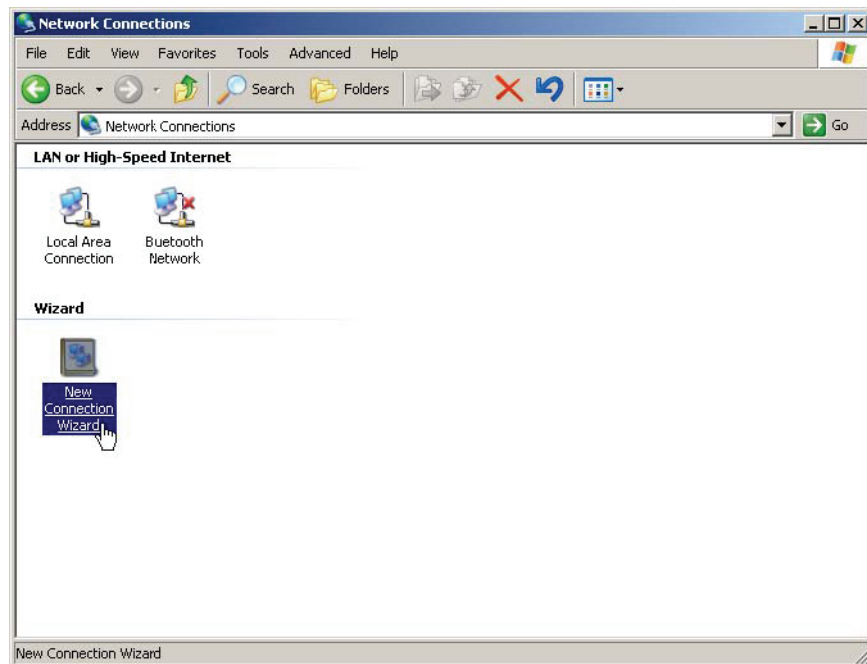 Network Connections
File Edit View Favorites Tools Advanced Help
Back Search Folders
Address Network Connections Go
LAN or High-Speed Internet
Local Area
Connection
Buetooth
Network
Wizard
New
Connection
Wizard
New Connection Wizard